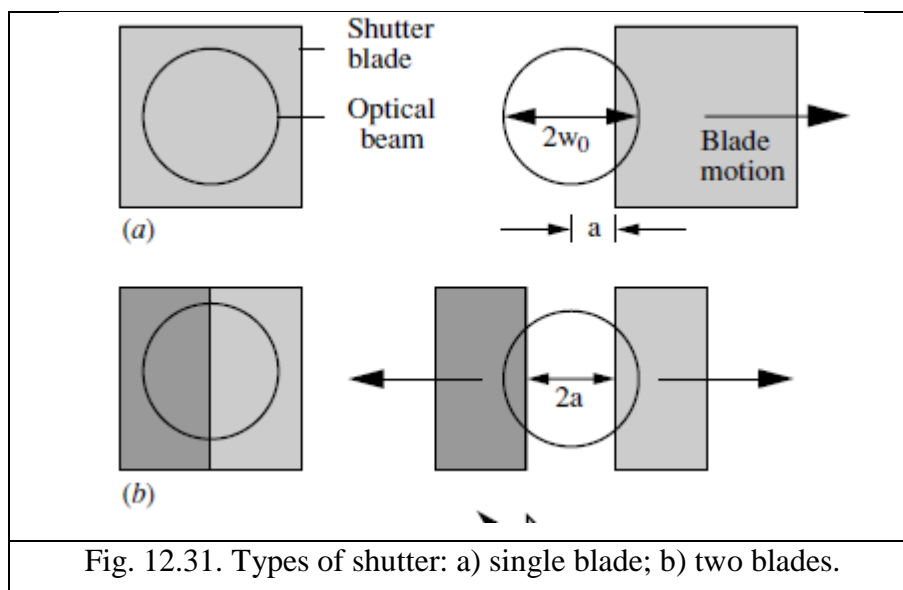 Shutter
blade
Optical
beam
2w0
Blade
motion
(a)
a
(b)
2a
Fig. 12.31. Types of shutter: a) single blade; b) two blades.